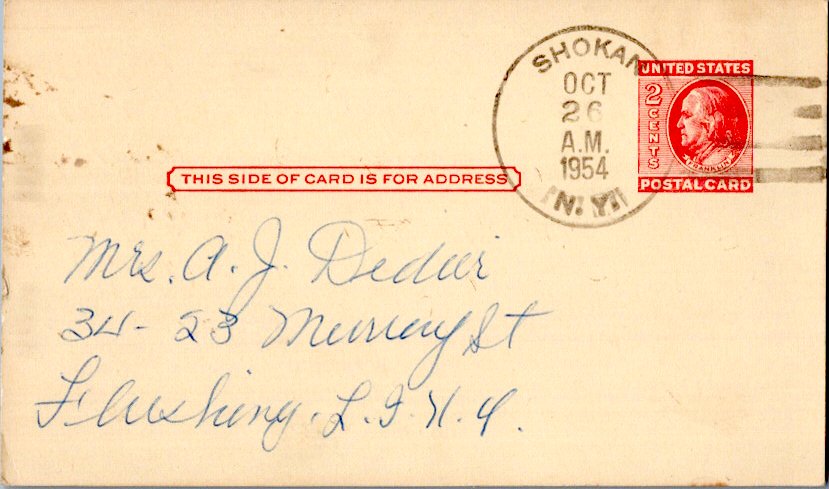 SHOKAN
OCT
26
A.M.
1954
N.Y.
UNITED STATES
2 CENTS
FRANKLIN
POSTAL CARD
THIS SIDE OF CARD IS FOR ADDRESS
Mrs. A. J.
34-23 Murray St
Flushing. L.I. N.Y.